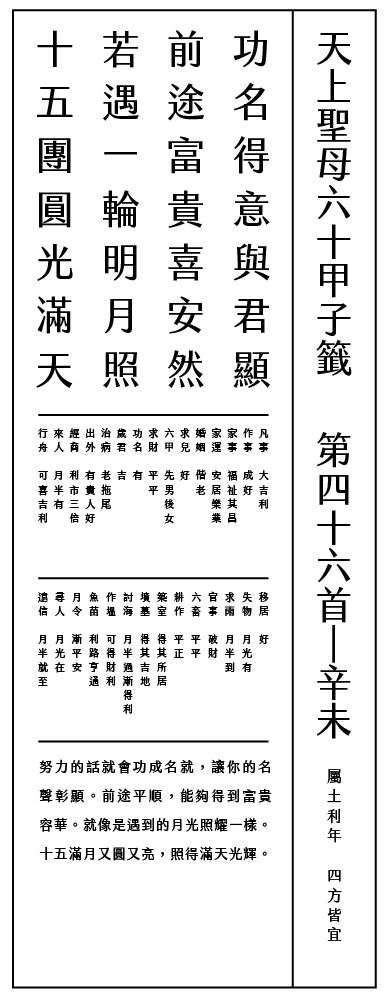 天上聖母六十甲子籤 第四十六首—辛未
屬土利年 四方皆宜
功名得意與君顯
前途富貴喜安然
若遇一輪明月照
十五團圓光滿天
凡事 大吉利
作事 成好
家事 福祉其昌
家運 安居樂業
婚姻 偕老
求兒 好
六甲 先男後女
求財 平平
功名 有
歲君 吉
治病 老拖尾
出外 有貴人好
經商 利市三倍
來人 月半有
行舟 可喜吉利
移居 好
失物 月光有
求雨 月半到
官事 破財
六畜 平平
耕作 平正
築室 得其所居
墳墓 得其吉地
討海 月半過漸得利
作塭 可得財利
魚苗 利路亨通
月令 漸平安
尋人 月光在
遠信 月半就至
努力的話就會功成名就，讓你的名
聲彰顯。前途平順，能夠得到富貴
容華。就像是遇到的月光照耀一樣。
十五滿月又圓又亮，照得滿天光輝。